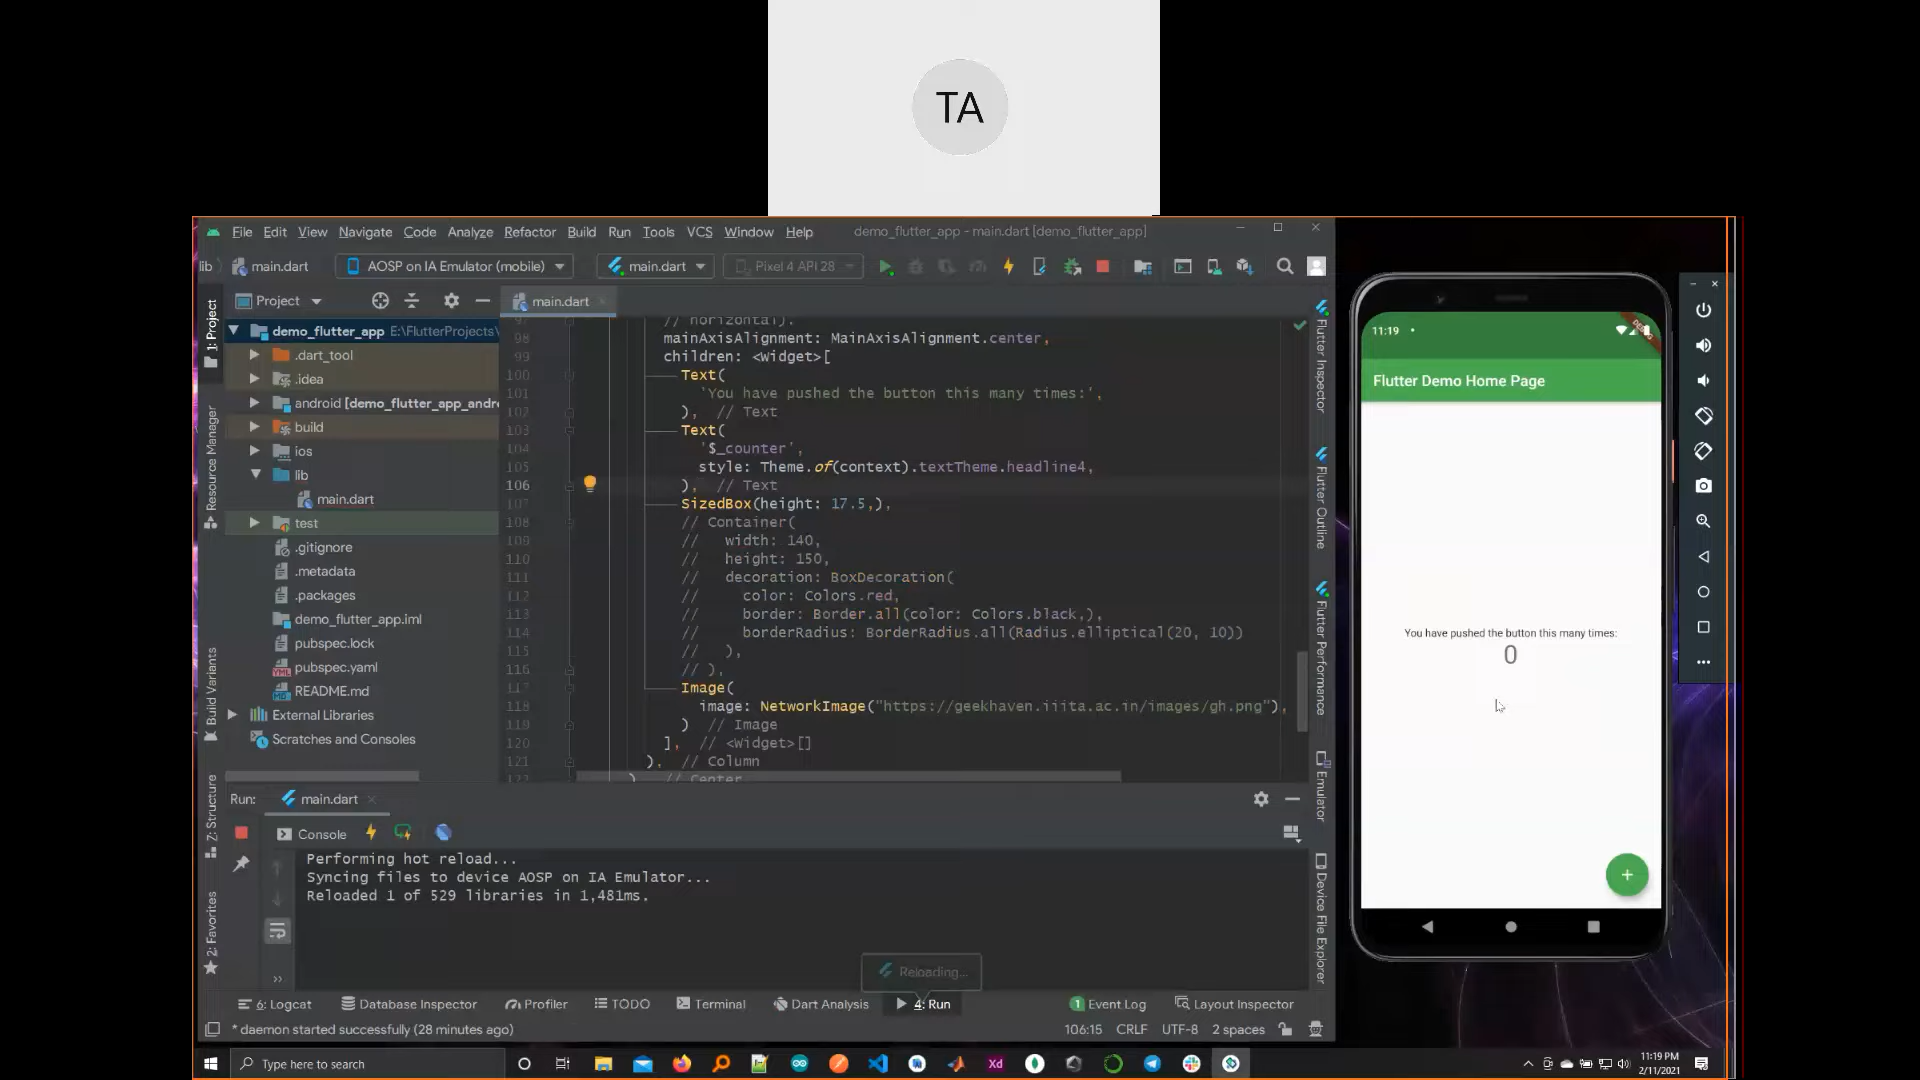 TA
File Edit View Navigate Code Analyze Refactor Build Run Tools VCS Window Help demo_flutter_app - main.dart [demo_flutter_app]
lib main.dart AOSP on IA Emulator (mobile) main.dart Pixel 4 API 28
Project main.dart
1: Project
Resource Manager
Build Variants
Z: Structure
2: Favorites
demo_flutter_app E:\FlutterProjects\
.dart_tool
.idea
android [demo_flutter_app_andro
build
ios
lib
main.dart
test
.gitignore
.metadata
.packages
demo_flutter_app.iml
pubspec.lock
pubspec.yaml
README.md
External Libraries
Scratches and Consoles
97 // horizontal).
98 mainAxisAlignment: MainAxisAlignment.center,
99 children: <Widget>[
100 Text(
101 'You have pushed the button this many times:',
102 ), // Text
103 Text(
104 '$_counter',
105 style: Theme.of(context).textTheme.headline4,
106 ), // Text
107 SizedBox(height: 17.5,),
108 // Container(
109 // width: 140,
110 // height: 150,
111 // decoration: BoxDecoration(
112 // color: Colors.red,
113 // border: Border.all(color: Colors.black,),
114 // borderRadius: BorderRadius.all(Radius.elliptical(20, 10))
115 // ),
116 // ),
117 Image(
118 image: NetworkImage("https://geekhaven.iiita.ac.in/images/gh.png"),
119 ) // Image
120 ], // <Widget>[]
121 ), // Column
122 ) // Center
Flutter Inspector
Flutter Outline
Flutter Performance
Emulator
Device File Explorer
Run: main.dart
Console
Performing hot reload...
Syncing files to device AOSP on IA Emulator...
Reloaded 1 of 529 libraries in 1,481ms.
Reloading...
6: Logcat Database Inspector Profiler TODO Terminal Dart Analysis 4: Run 1 Event Log Layout Inspector
* daemon started successfully (28 minutes ago) 106:15 CRLF UTF-8 2 spaces
11:19
Flutter Demo Home Page
You have pushed the button this many times:
0
+
Type here to search
Xd
11:19 PM
2/11/2021